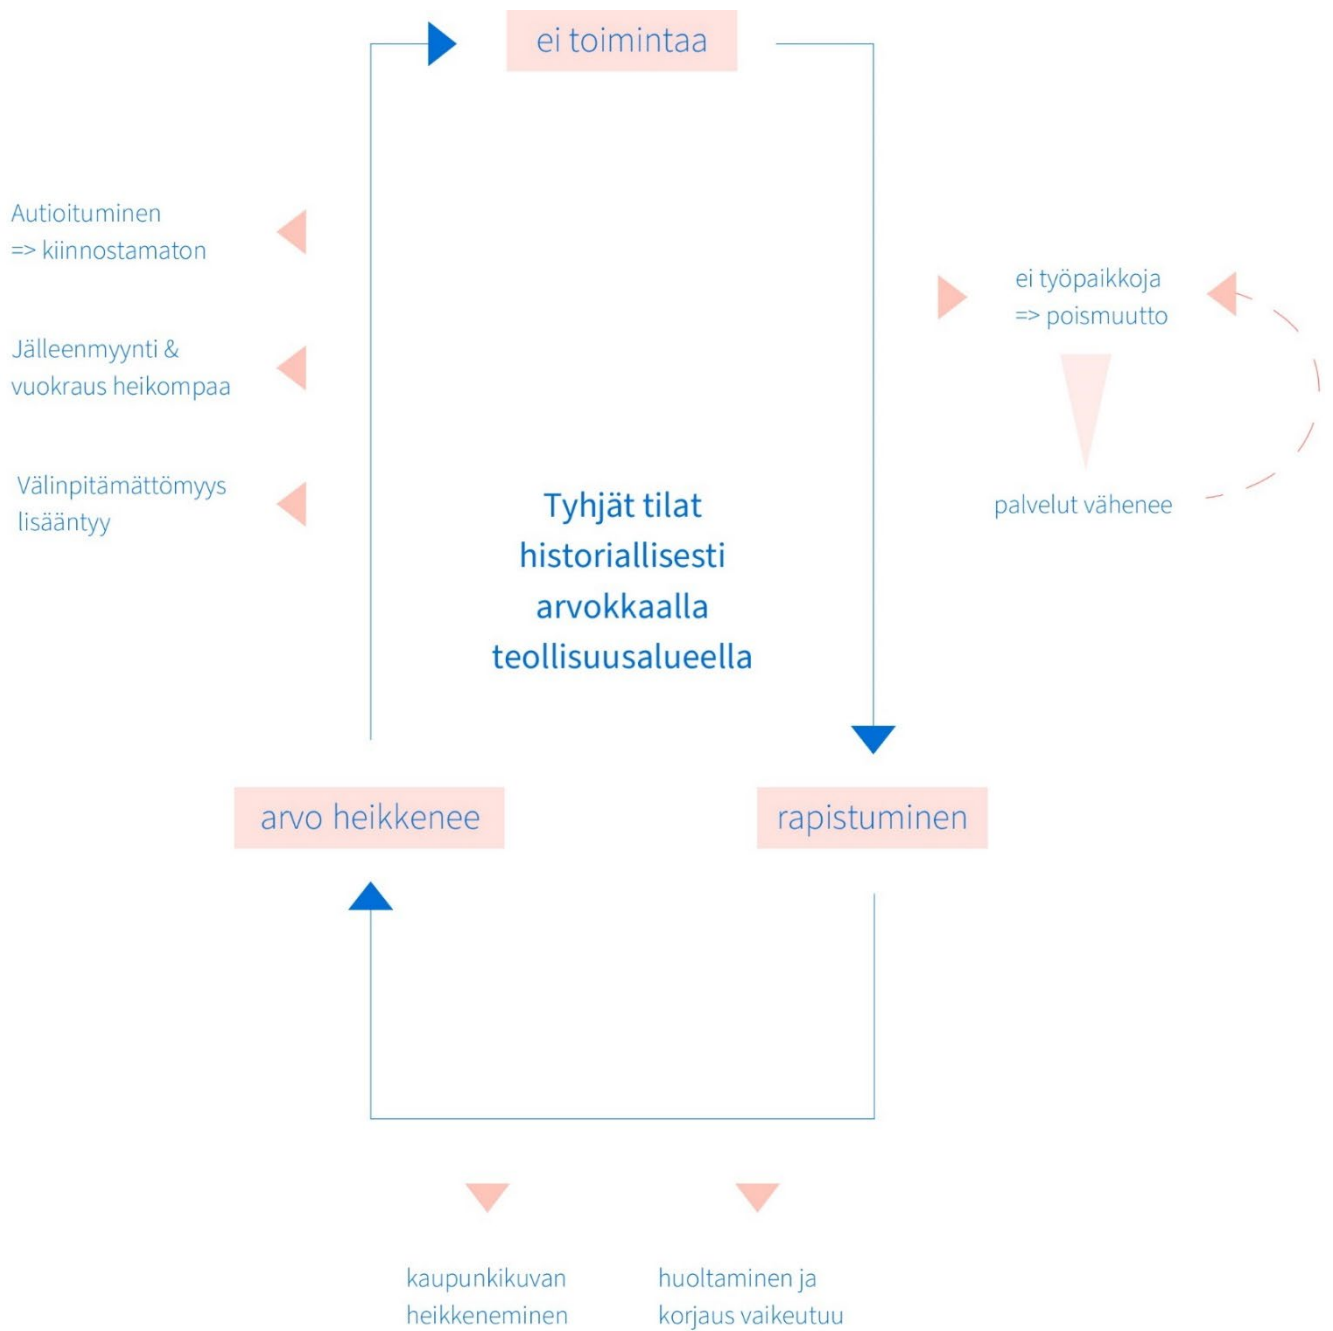 ei toimintaa
Autioituminen
=> kiinnostamaton
ei työpaikkoja
=> poismuutto
Jälleenmyynti &
vuokraus heikompaa
Välinpitämättömyys
lisääntyy
palvelut vähenee
Tyhjät tilat
historiallisesti
arvokkaalla
teollisuusalueella
arvo heikkenee
rapistuminen
kaupunkikuvan
heikkeneminen
huoltaminen ja
korjaus vaikeutuu